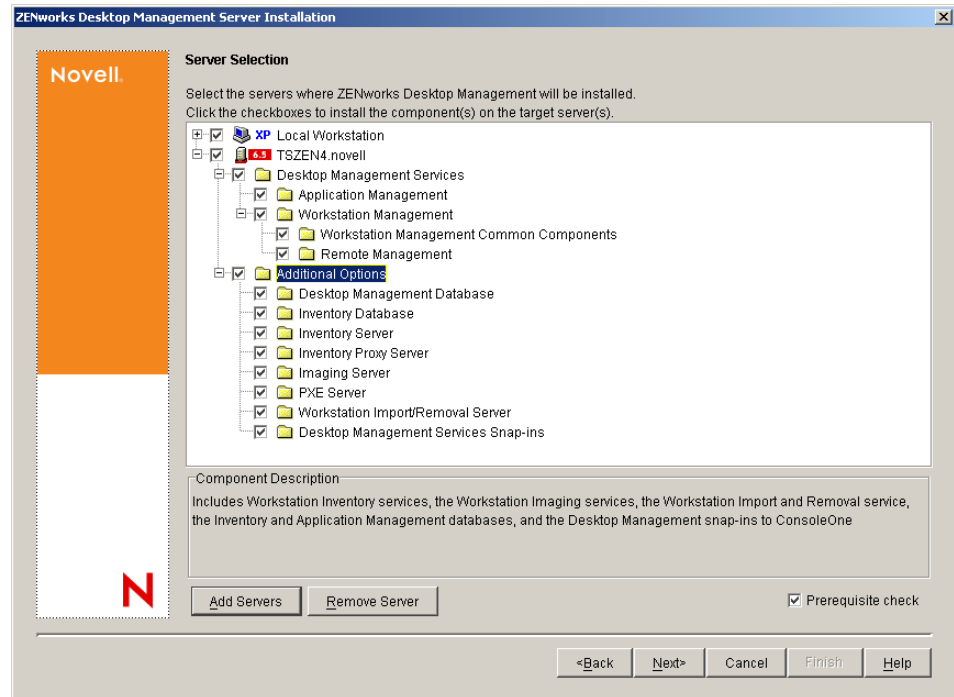 ZENworks Desktop Management Server Installation
Novell.
Server Selection
Select the servers where ZENworks Desktop Management will be installed.
Click the checkboxes to install the component(s) on the target server(s).
XP Local Workstation
6.5 TSZEN4.novell
Desktop Management Services
Application Management
Workstation Management
Workstation Management Common Components
Remote Management
Additional Options
Desktop Management Database
Inventory Database
Inventory Server
Inventory Proxy Server
Imaging Server
PXE Server
Workstation Import/Removal Server
Desktop Management Services Snap-ins
Component Description
Includes Workstation Inventory services, the Workstation Imaging services, the Workstation Import and Removal service,
the Inventory and Application Management databases, and the Desktop Management snap-ins to ConsoleOne
N
Add Servers Remove Server Prerequisite check
<Back Next> Cancel Finish Help